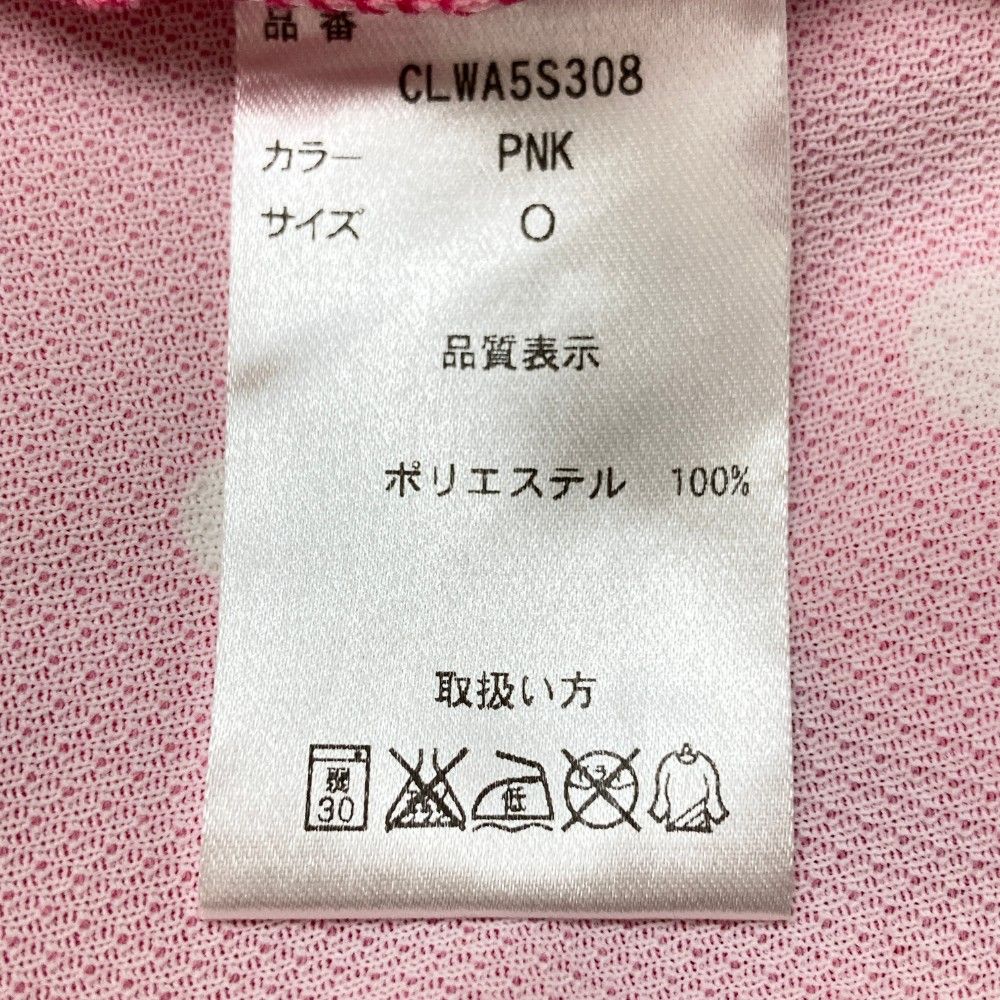 品番
CLWA5S308
カラー PNK
サイズ O
品質表示
ポリエステル 100%
取扱い方
弱
30
低